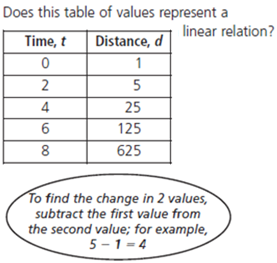 Does this table of values represent a
linear relation?
Time, t Distance, d
0 1
2 5
4 25
6 125
8 625
To find the change in 2 values,
subtract the first value from
the second value; for example,
5 − 1 = 4